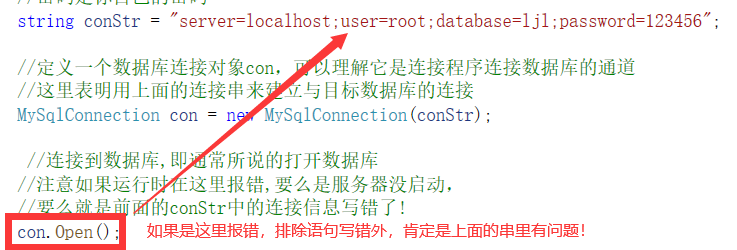 string conStr = "server=localhost;user=root;database=ljl;password=123456";
//定义一个数据库连接对象con，可以理解它是连接程序连接数据库的通道
//这里表明用上面的连接串来建立与目标数据库的连接
MySqlConnection con = new MySqlConnection(conStr);
//连接到数据库,即通常所说的打开数据库
//注意如果运行时在这里报错,要么是服务器没启动,
//要么就是前面的conStr中的连接信息写错了!
con.Open(); 如果是这里报错，排除语句写错外，肯定是上面的串里有问题！